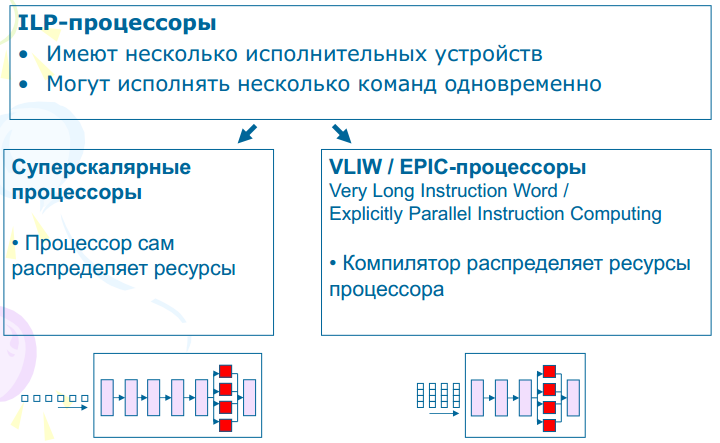 ILP-процессоры
• Имеют несколько исполнительных устройств
• Могут исполнять несколько команд одновременно
Суперскалярные
процессоры
• Процессор сам
распределяет ресурсы
VLIW / EPIC-процессоры
Very Long Instruction Word /
Explicitly Parallel Instruction Computing
• Компилятор распределяет ресурсы
процессора